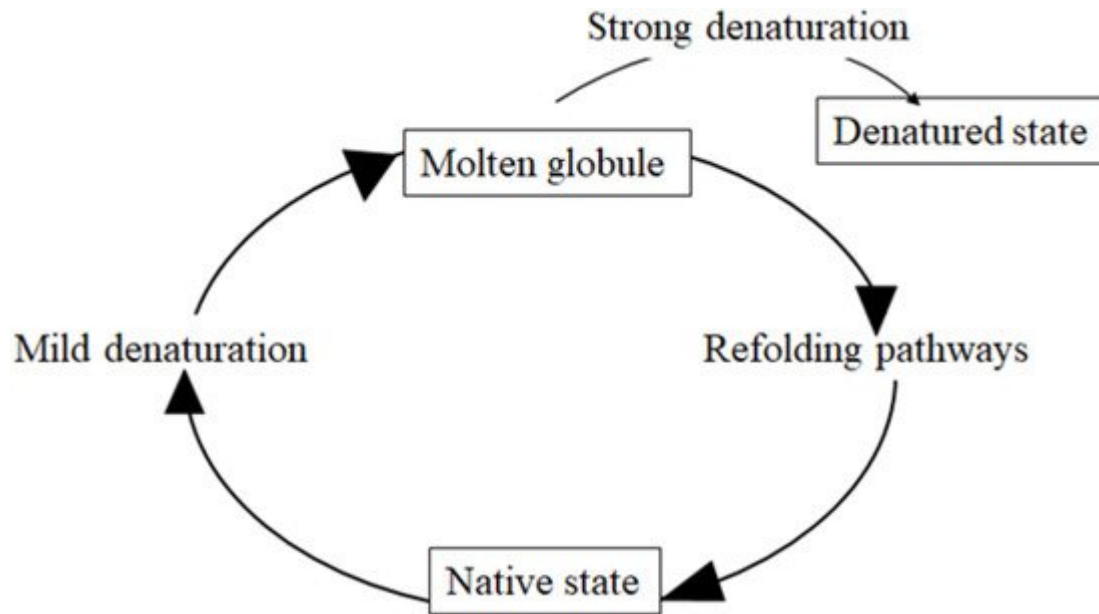 Strong denaturation
Denatured state
Molten globule
Mild denaturation
Refolding pathways
Native state